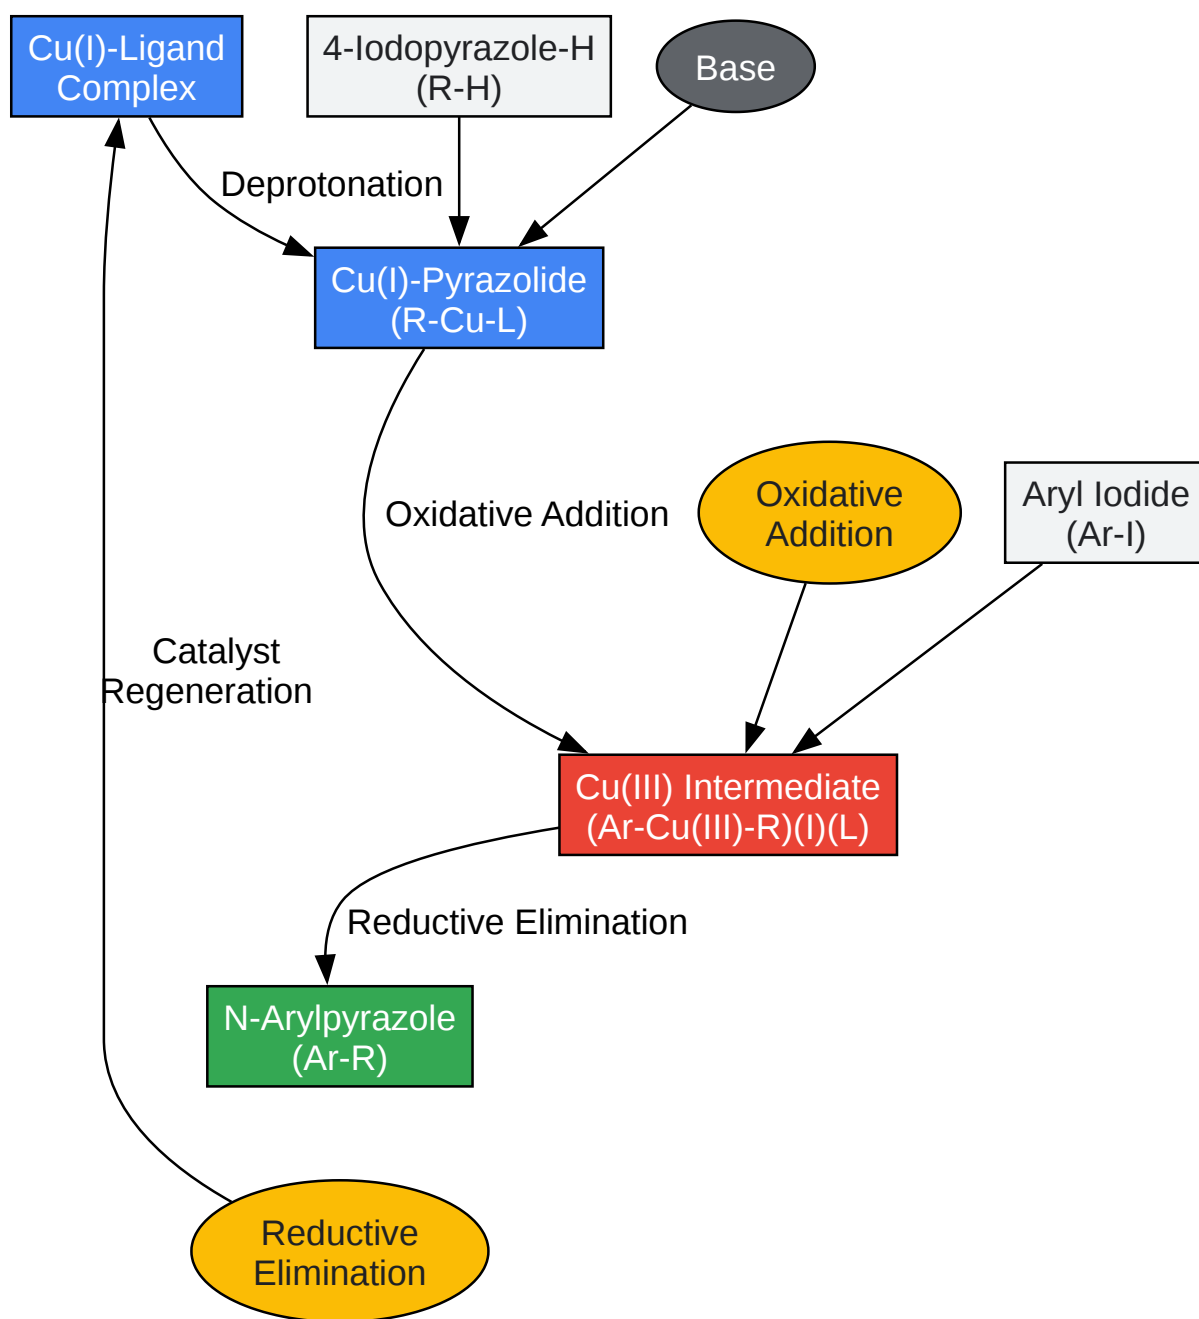 Cu(I)-Ligand
Complex
4-Iodopyrazole-H
(R-H)
Base
Deprotonation
Cu(I)-Pyrazolide
(R-Cu-L)
Oxidative Addition
Oxidative
Addition
Aryl Iodide
(Ar-I)
Catalyst
Regeneration
Cu(III) Intermediate
(Ar-Cu(III)-R)(I)(L)
Reductive Elimination
N-Arylpyrazole
(Ar-R)
Reductive
Elimination